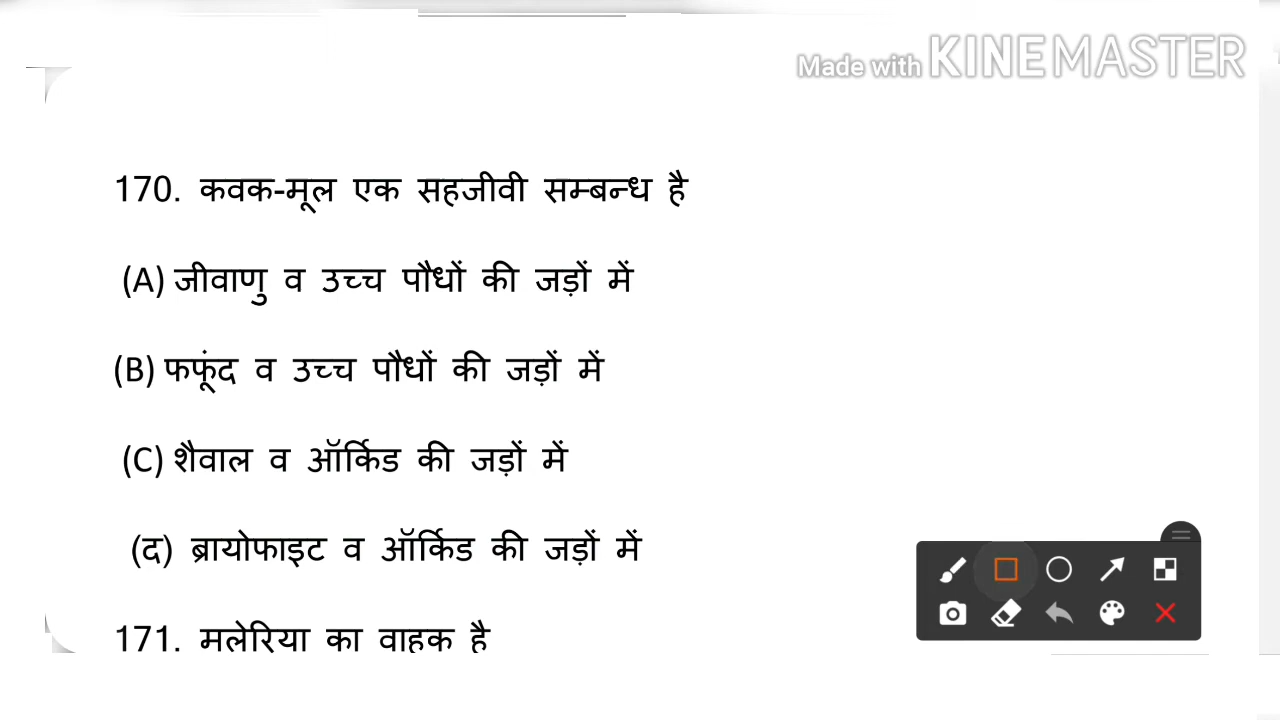 Made with KINEMASTER
170. कवक-मूल एक सहजीवी सम्बन्ध है
(A) जीवाणु व उच्च पौधों की जड़ों में
(B) फफूंद व उच्च पौधों की जड़ों में
(C) शैवाल व ऑर्किड की जड़ों में
(द) ब्रायोफाइट व ऑर्किड की जड़ों में
171. मलेरिया का वाहक है